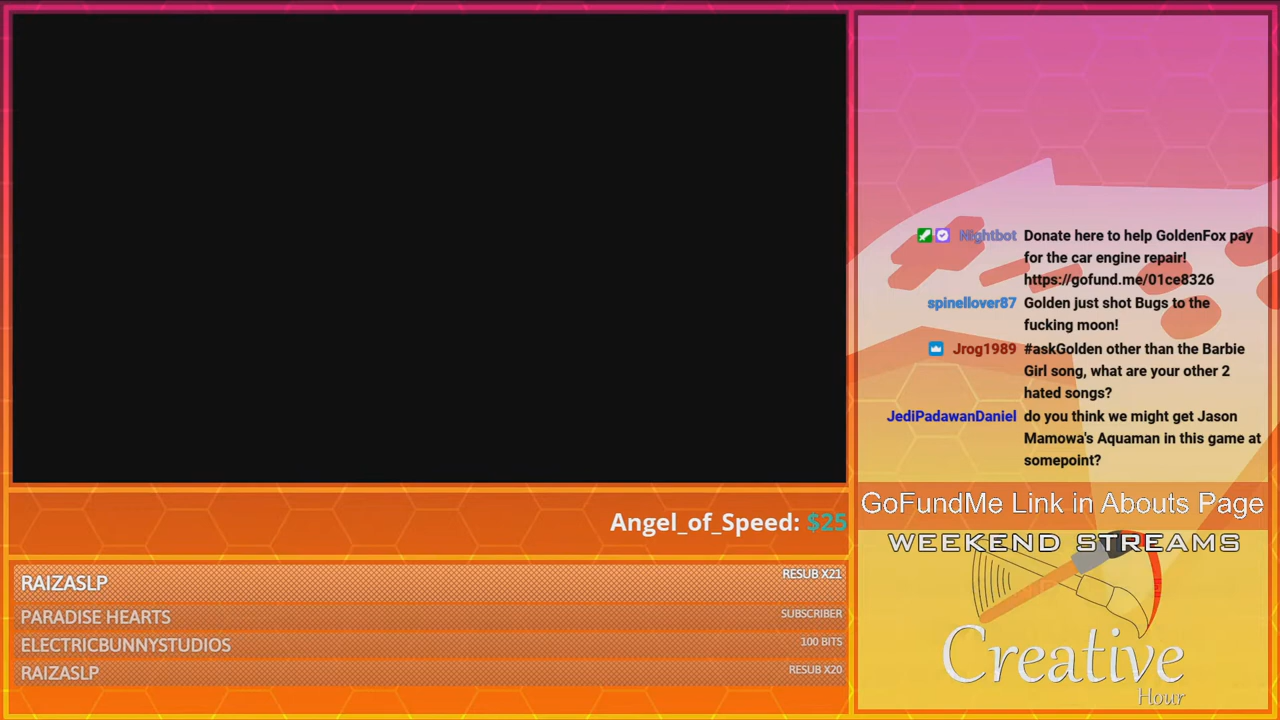 Nightbot Donate here to help GoldenFox pay
for the car engine repair!
https://gofund.me/01ce8326
spinellover87 Golden just shot Bugs to the
fucking moon!
Jrog1989 #askGolden other than the Barbie
Girl song, what are your other 2
hated songs?
JediPadawanDaniel do you think we might get Jason
Mamowa's Aquaman in this game at
somepoint?
GoFundMe Link in Abouts Page
WEEKEND STREAMS
Creative
Hour
Angel_of_Speed: $25
RAIZASLP RESUB X21
PARADISE HEARTS SUBSCRIBER
ELECTRICBUNNYSTUDIOS 100 BITS
RAIZASLP RESUB X20